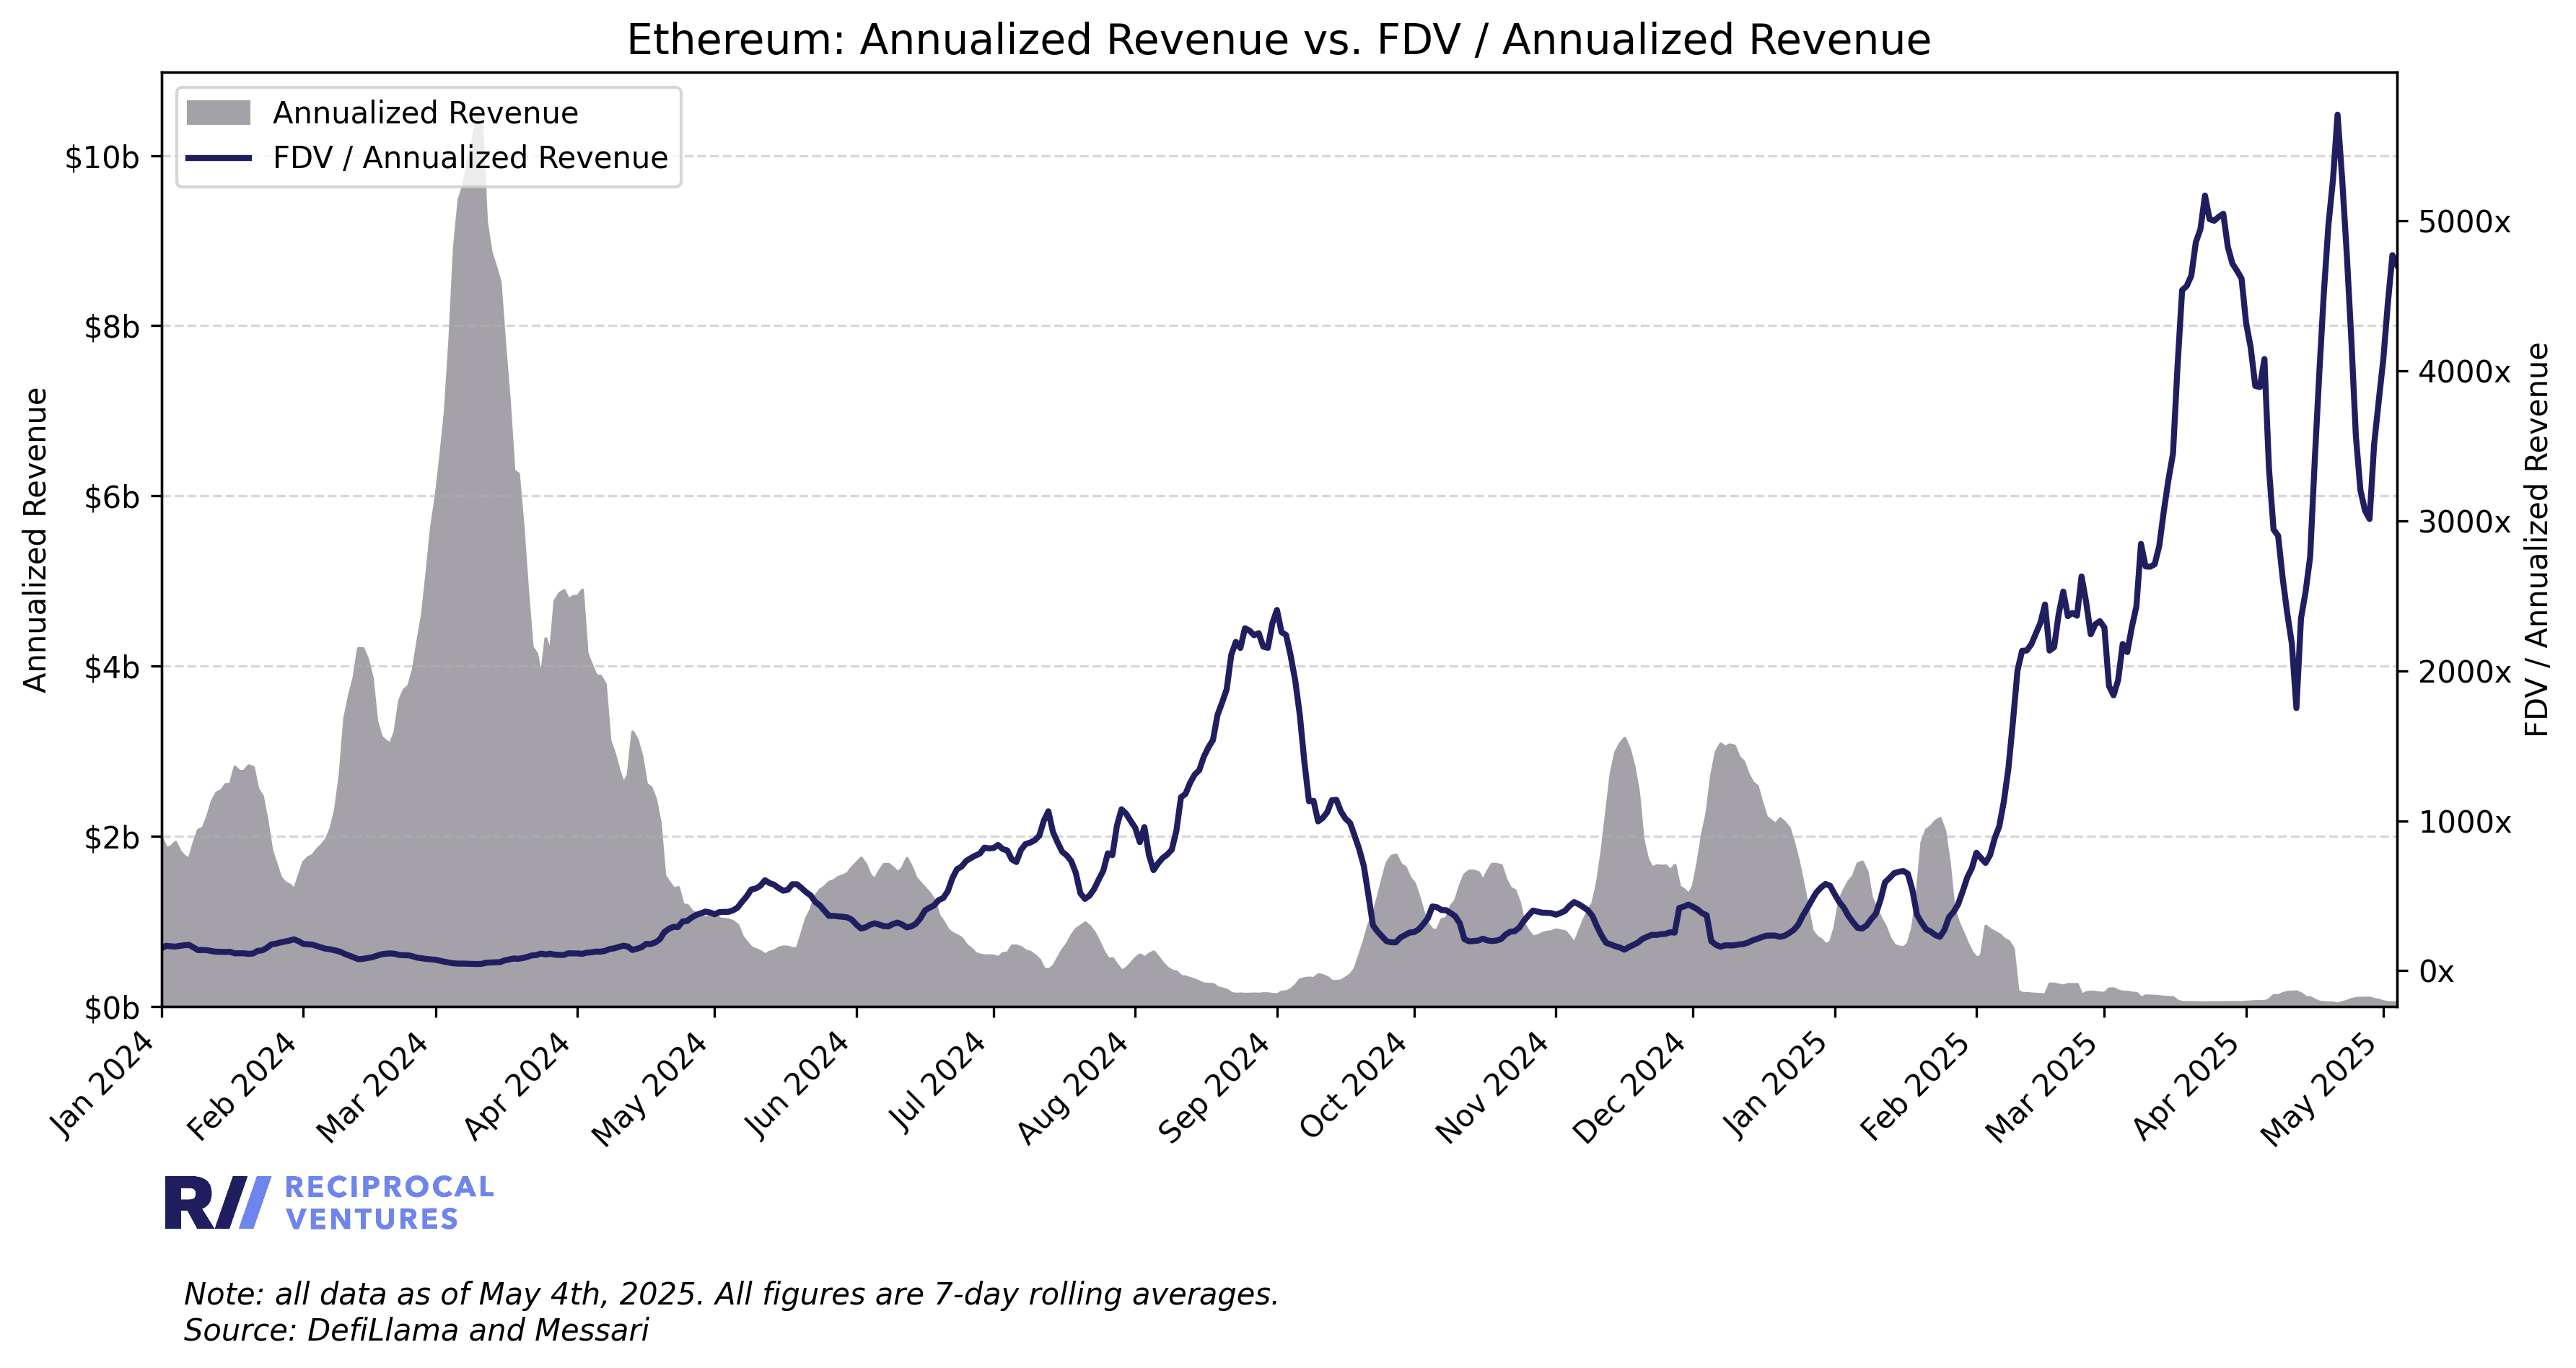 Ethereum: Annualized Revenue vs. FDV / Annualized Revenue
Annualized Revenue
FDV / Annualized Revenue
Annualized Revenue
$10b
$8b
$6b
$4b
$2b
$0b
5000x
4000x
3000x
2000x
1000x
0x
FDV / Annualized Revenue
Jan 2024
Feb 2024
Mar 2024
Apr 2024
May 2024
Jun 2024
Jul 2024
Aug 2024
Sep 2024
Oct 2024
Nov 2024
Dec 2024
Jan 2025
Feb 2025
Mar 2025
Apr 2025
May 2025
R// RECIPROCAL
VENTURES
Note: all data as of May 4th, 2025. All figures are 7-day rolling averages.
Source: DefiLlama and Messari